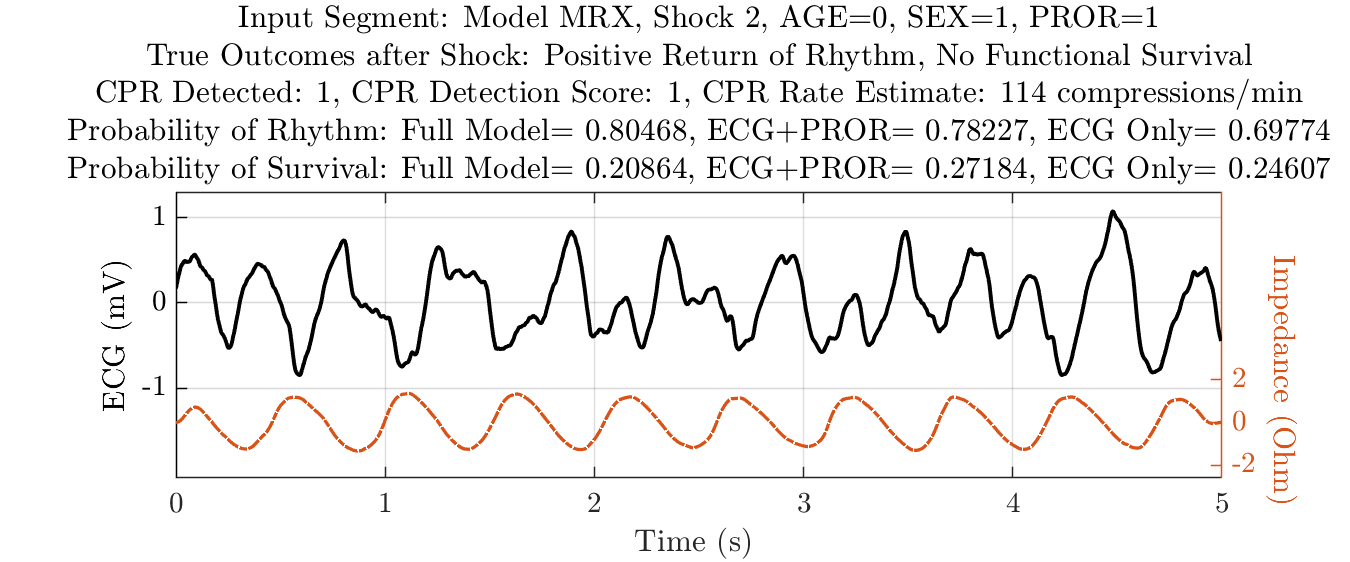 Input Segment: Model MRX, Shock 2, AGE=0, SEX=1, PROR=1
True Outcomes after Shock: Positive Return of Rhythm, No Functional Survival
CPR Detected: 1, CPR Detection Score: 1, CPR Rate Estimate: 114 compressions/min
Probability of Rhythm: Full Model= 0.80468, ECG+PROR= 0.78227, ECG Only= 0.69774
Probability of Survival: Full Model= 0.20864, ECG+PROR= 0.27184, ECG Only= 0.24607
ECG (mV)
1
0
-1
2
0
-2
Impedance (Ohm)
0 1 2 3 4 5
Time (s)